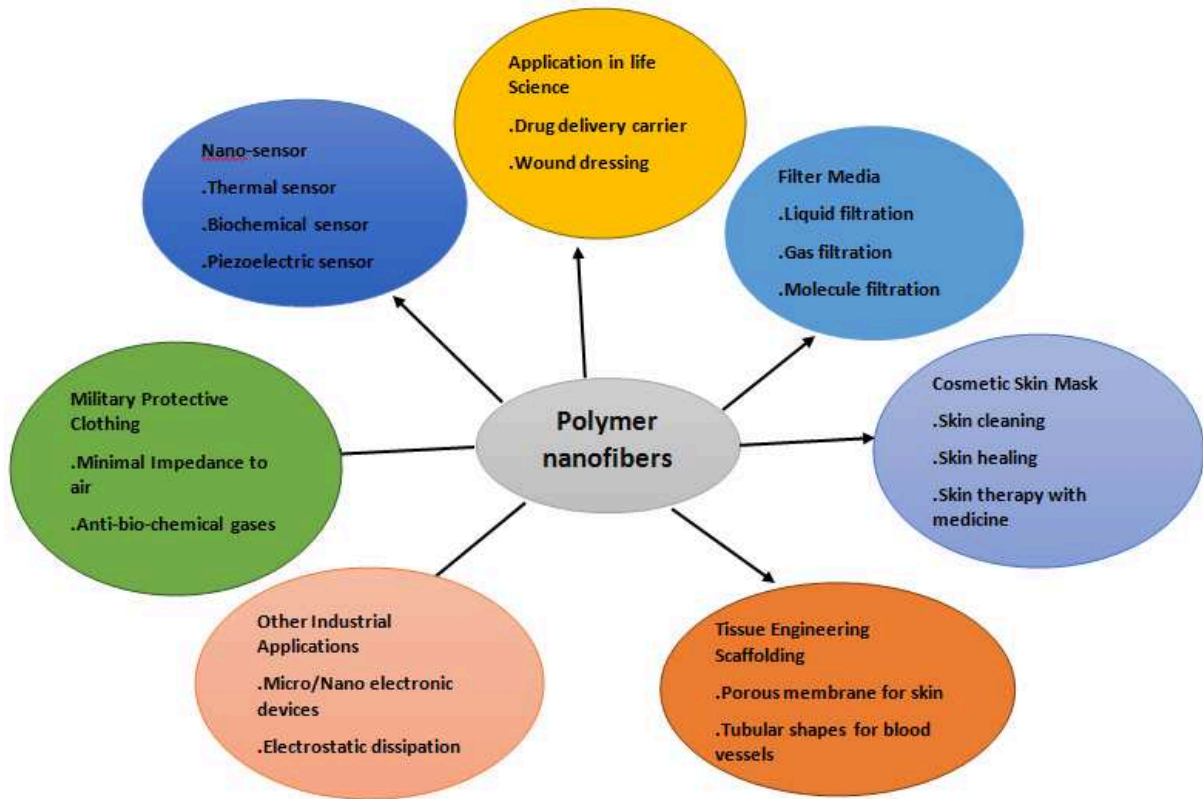 Application in life
Science
.Drug delivery carrier
.Wound dressing
Nano-sensor
.Thermal sensor
.Biochemical sensor
.Piezoelectric sensor
Filter Media
.Liquid filtration
.Gas filtration
.Molecule filtration
Military Protective
Clothing
.Minimal Impedance to
air
.Anti-bio-chemical gases
Polymer
nanofibers
Cosmetic Skin Mask
.Skin cleaning
.Skin healing
.Skin therapy with
medicine
Other Industrial
Applications
.Micro/Nano electronic
devices
.Electrostatic dissipation
Tissue Engineering
Scaffolding
.Porous membrane for skin
.Tubular shapes for blood
vessels